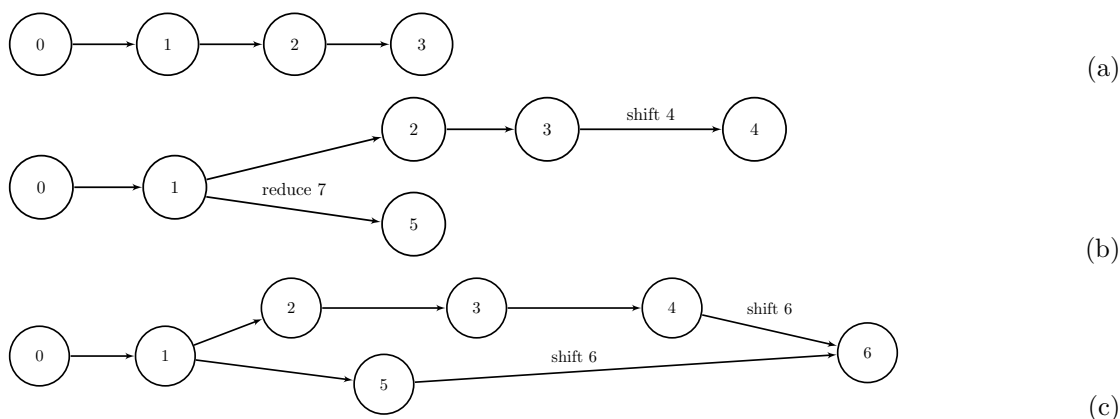 0 1 2 3
(a)
2 3 shift 4 4
0 1 reduce 7
5
(b)
2 3 4 shift 6
0 1 shift 6 6
5
(c)